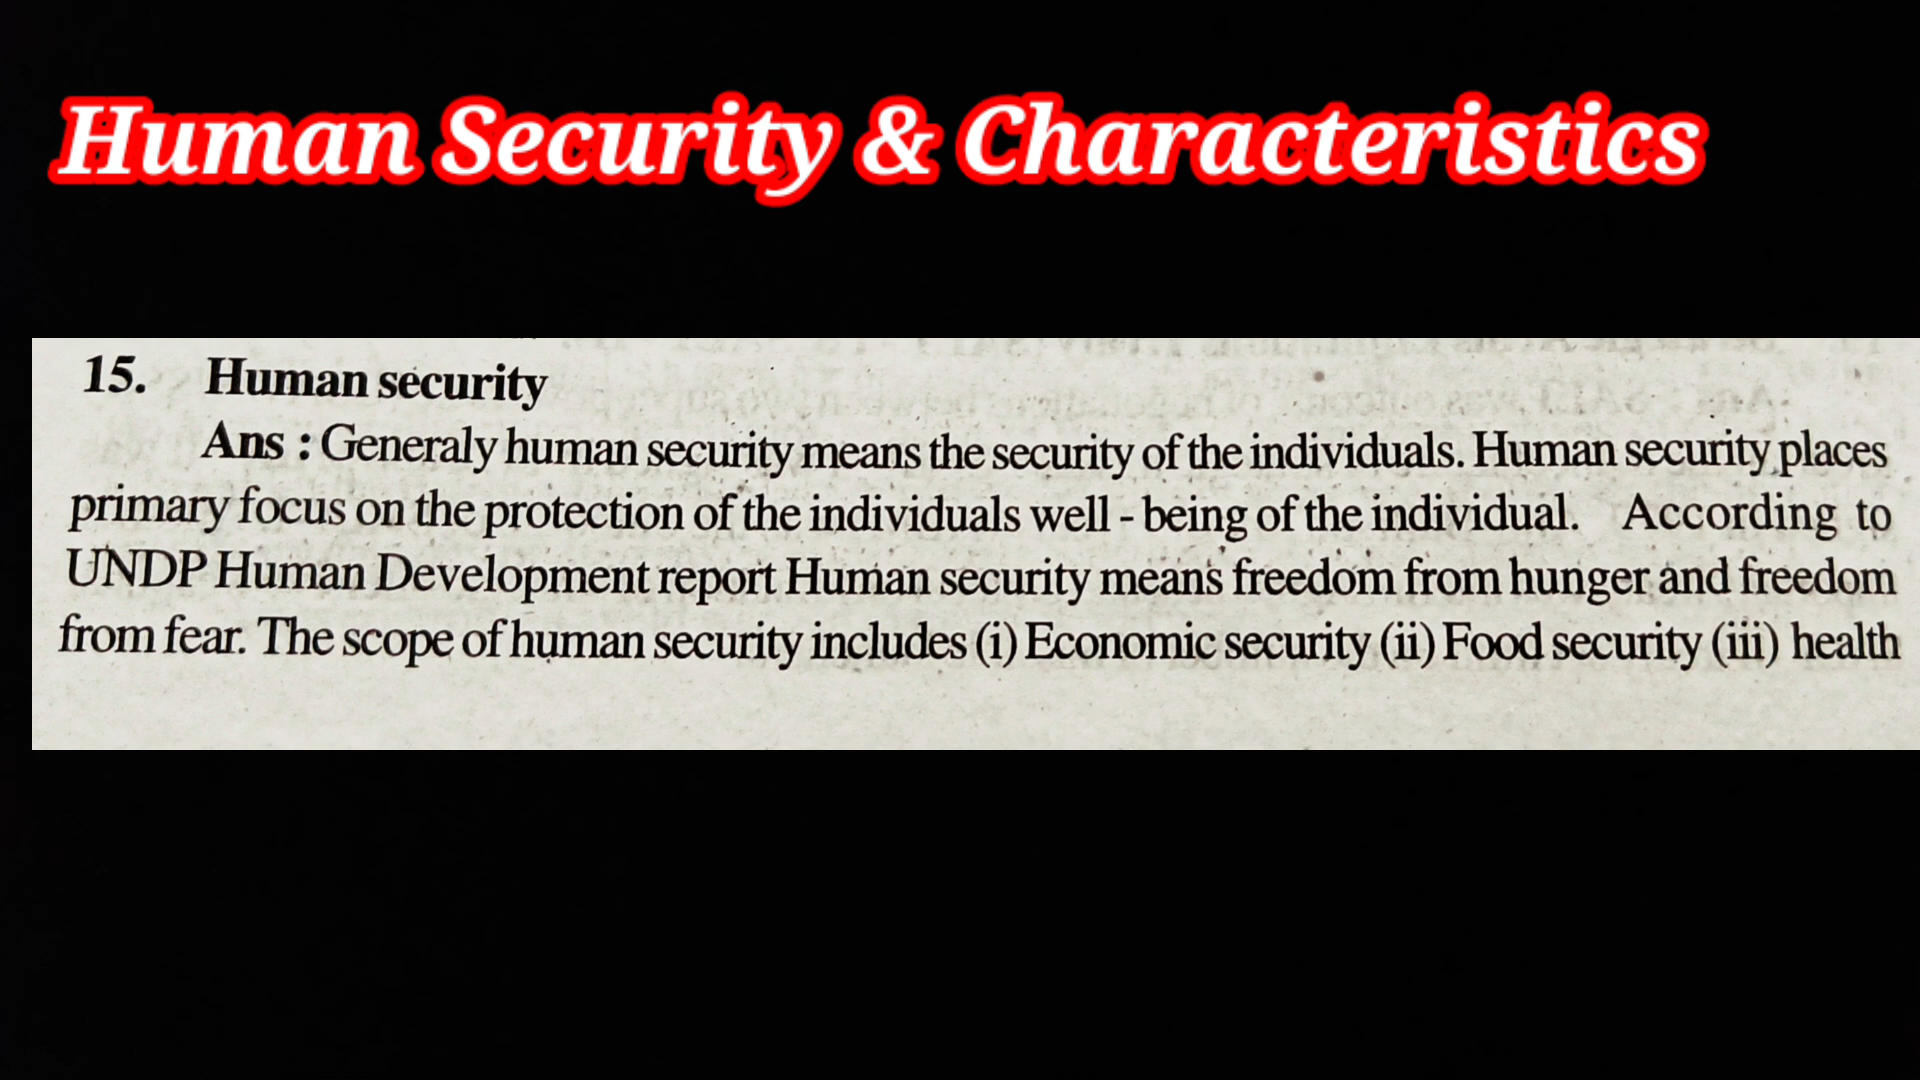 Human Security & Characteristics
15. Human security
Ans : Generaly human security means the security of the individuals. Human security places
primary focus on the protection of the individuals well - being of the individual. According to
UNDP Human Development report Human security means freedom from hunger and freedom
from fear. The scope of human security includes (i) Economic security (ii) Food security (iii) health